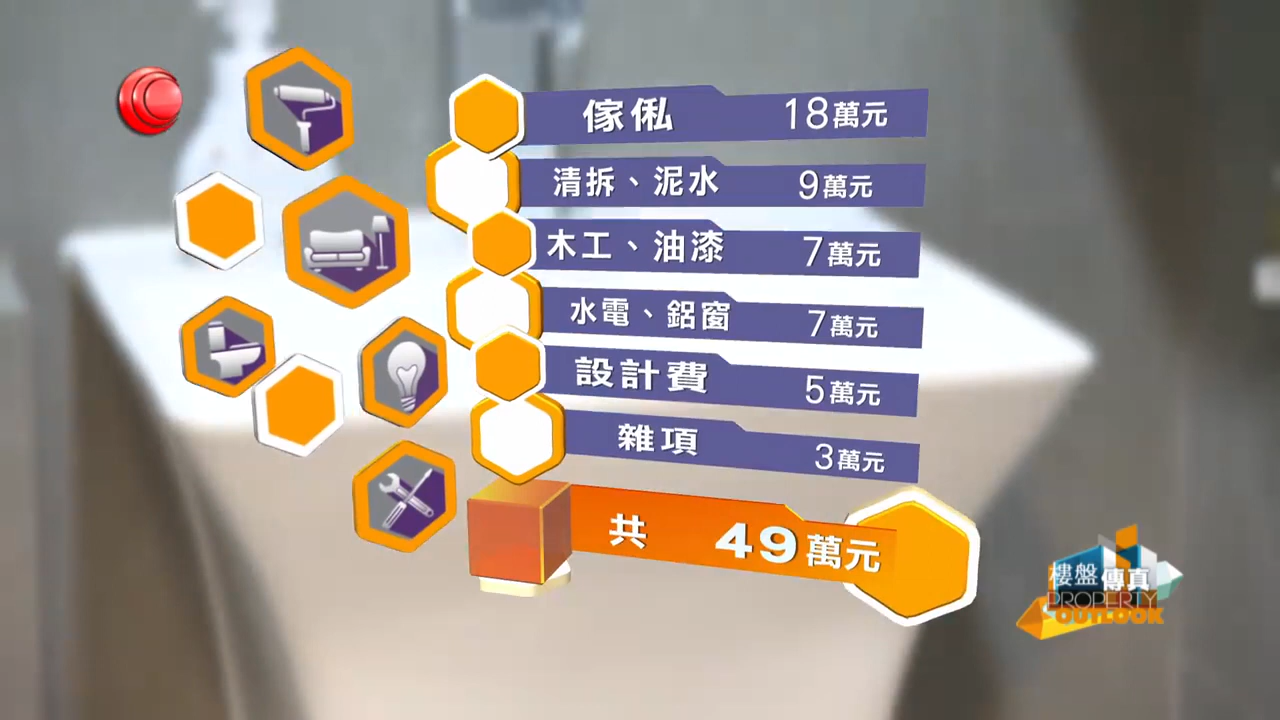 傢俬 18萬元
清拆、泥水 9萬元
木工、油漆 7萬元
水電、鋁窗 7萬元
設計費 5萬元
雜項 3萬元
共 49萬元
樓盤傳真
PROPERTY
OUTLOOK